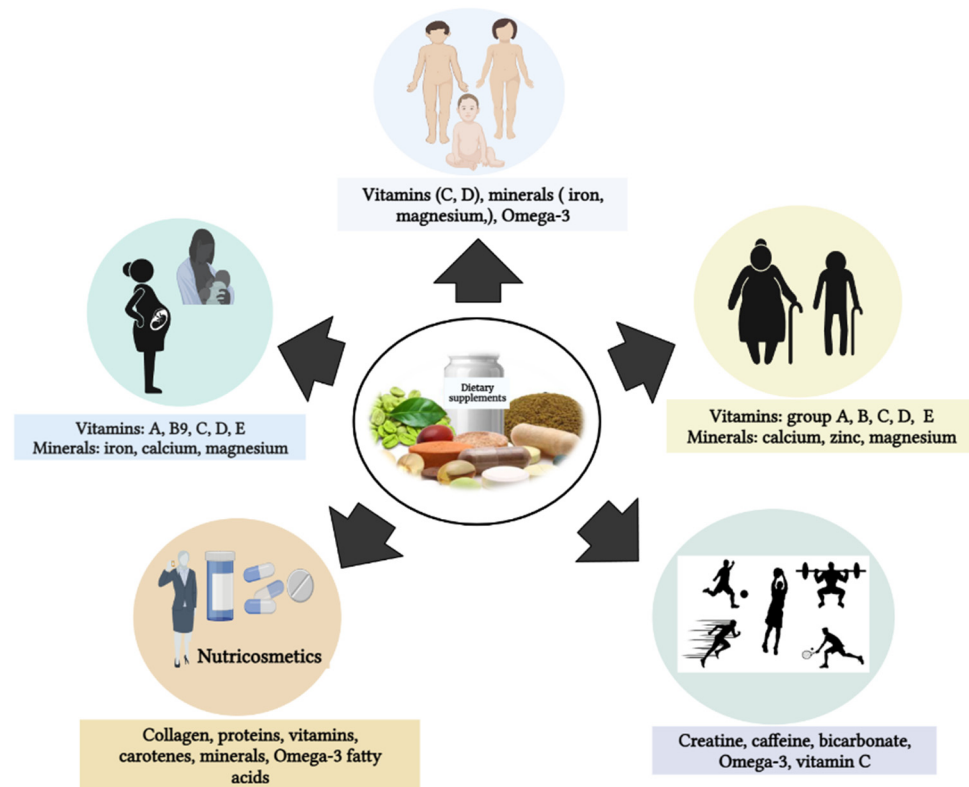 Vitamins (C, D), minerals ( iron,
magnesium,), Omega-3
Vitamins: A, B9, C, D, E
Minerals: iron, calcium, magnesium
Dietary
supplements
Vitamins: group A, B, C, D, E
Minerals: calcium, zinc, magnesium
Nutricosmetics
Collagen, proteins, vitamins,
carotenes, minerals, Omega-3 fatty
acids
Creatine, caffeine, bicarbonate,
Omega-3, vitamin C